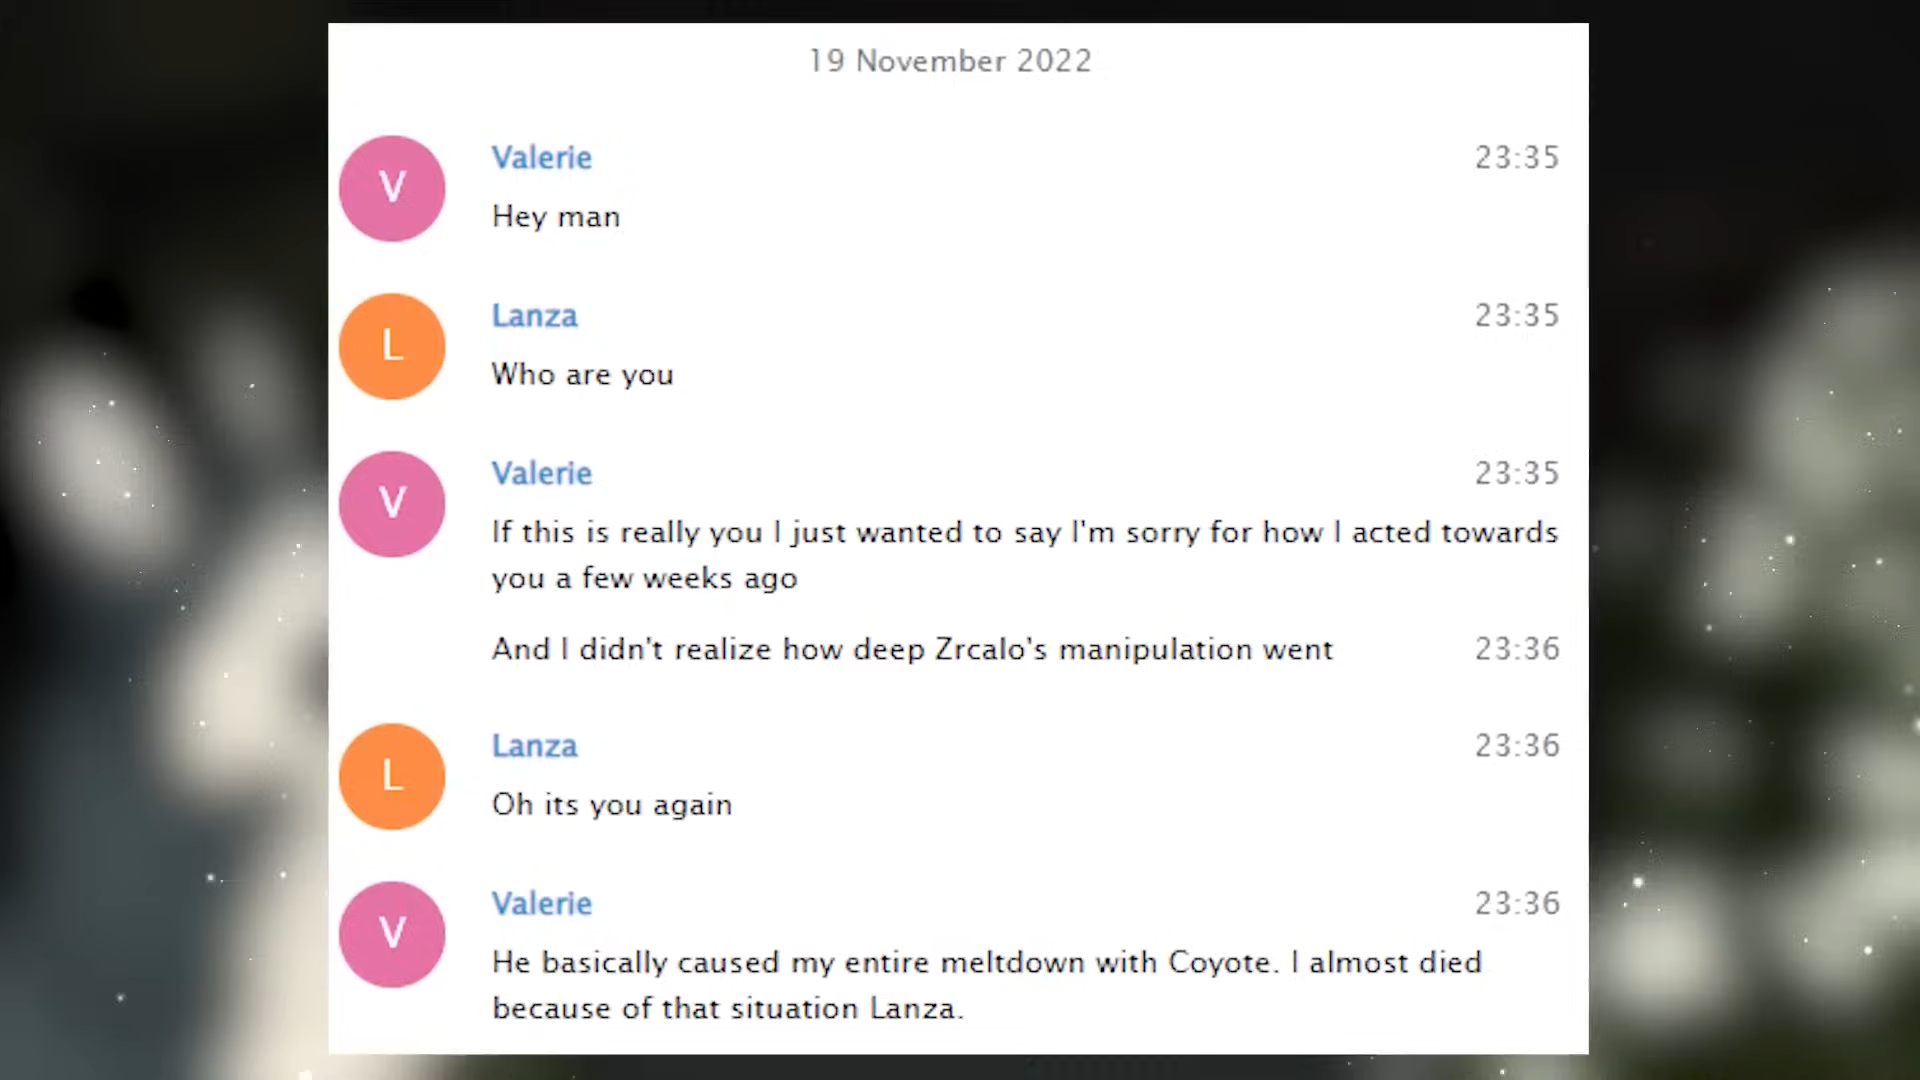 19 November 2022
V
Valerie
23:35
Hey man
L
Lanza
23:35
Who are you
V
Valerie
23:35
If this is really you I just wanted to say I'm sorry for how I acted towards
you a few weeks ago
And I didn't realize how deep Zrcalo's manipulation went
23:36
L
Lanza
23:36
Oh its you again
V
Valerie
23:36
He basically caused my entire meltdown with Coyote. I almost died
because of that situation Lanza.